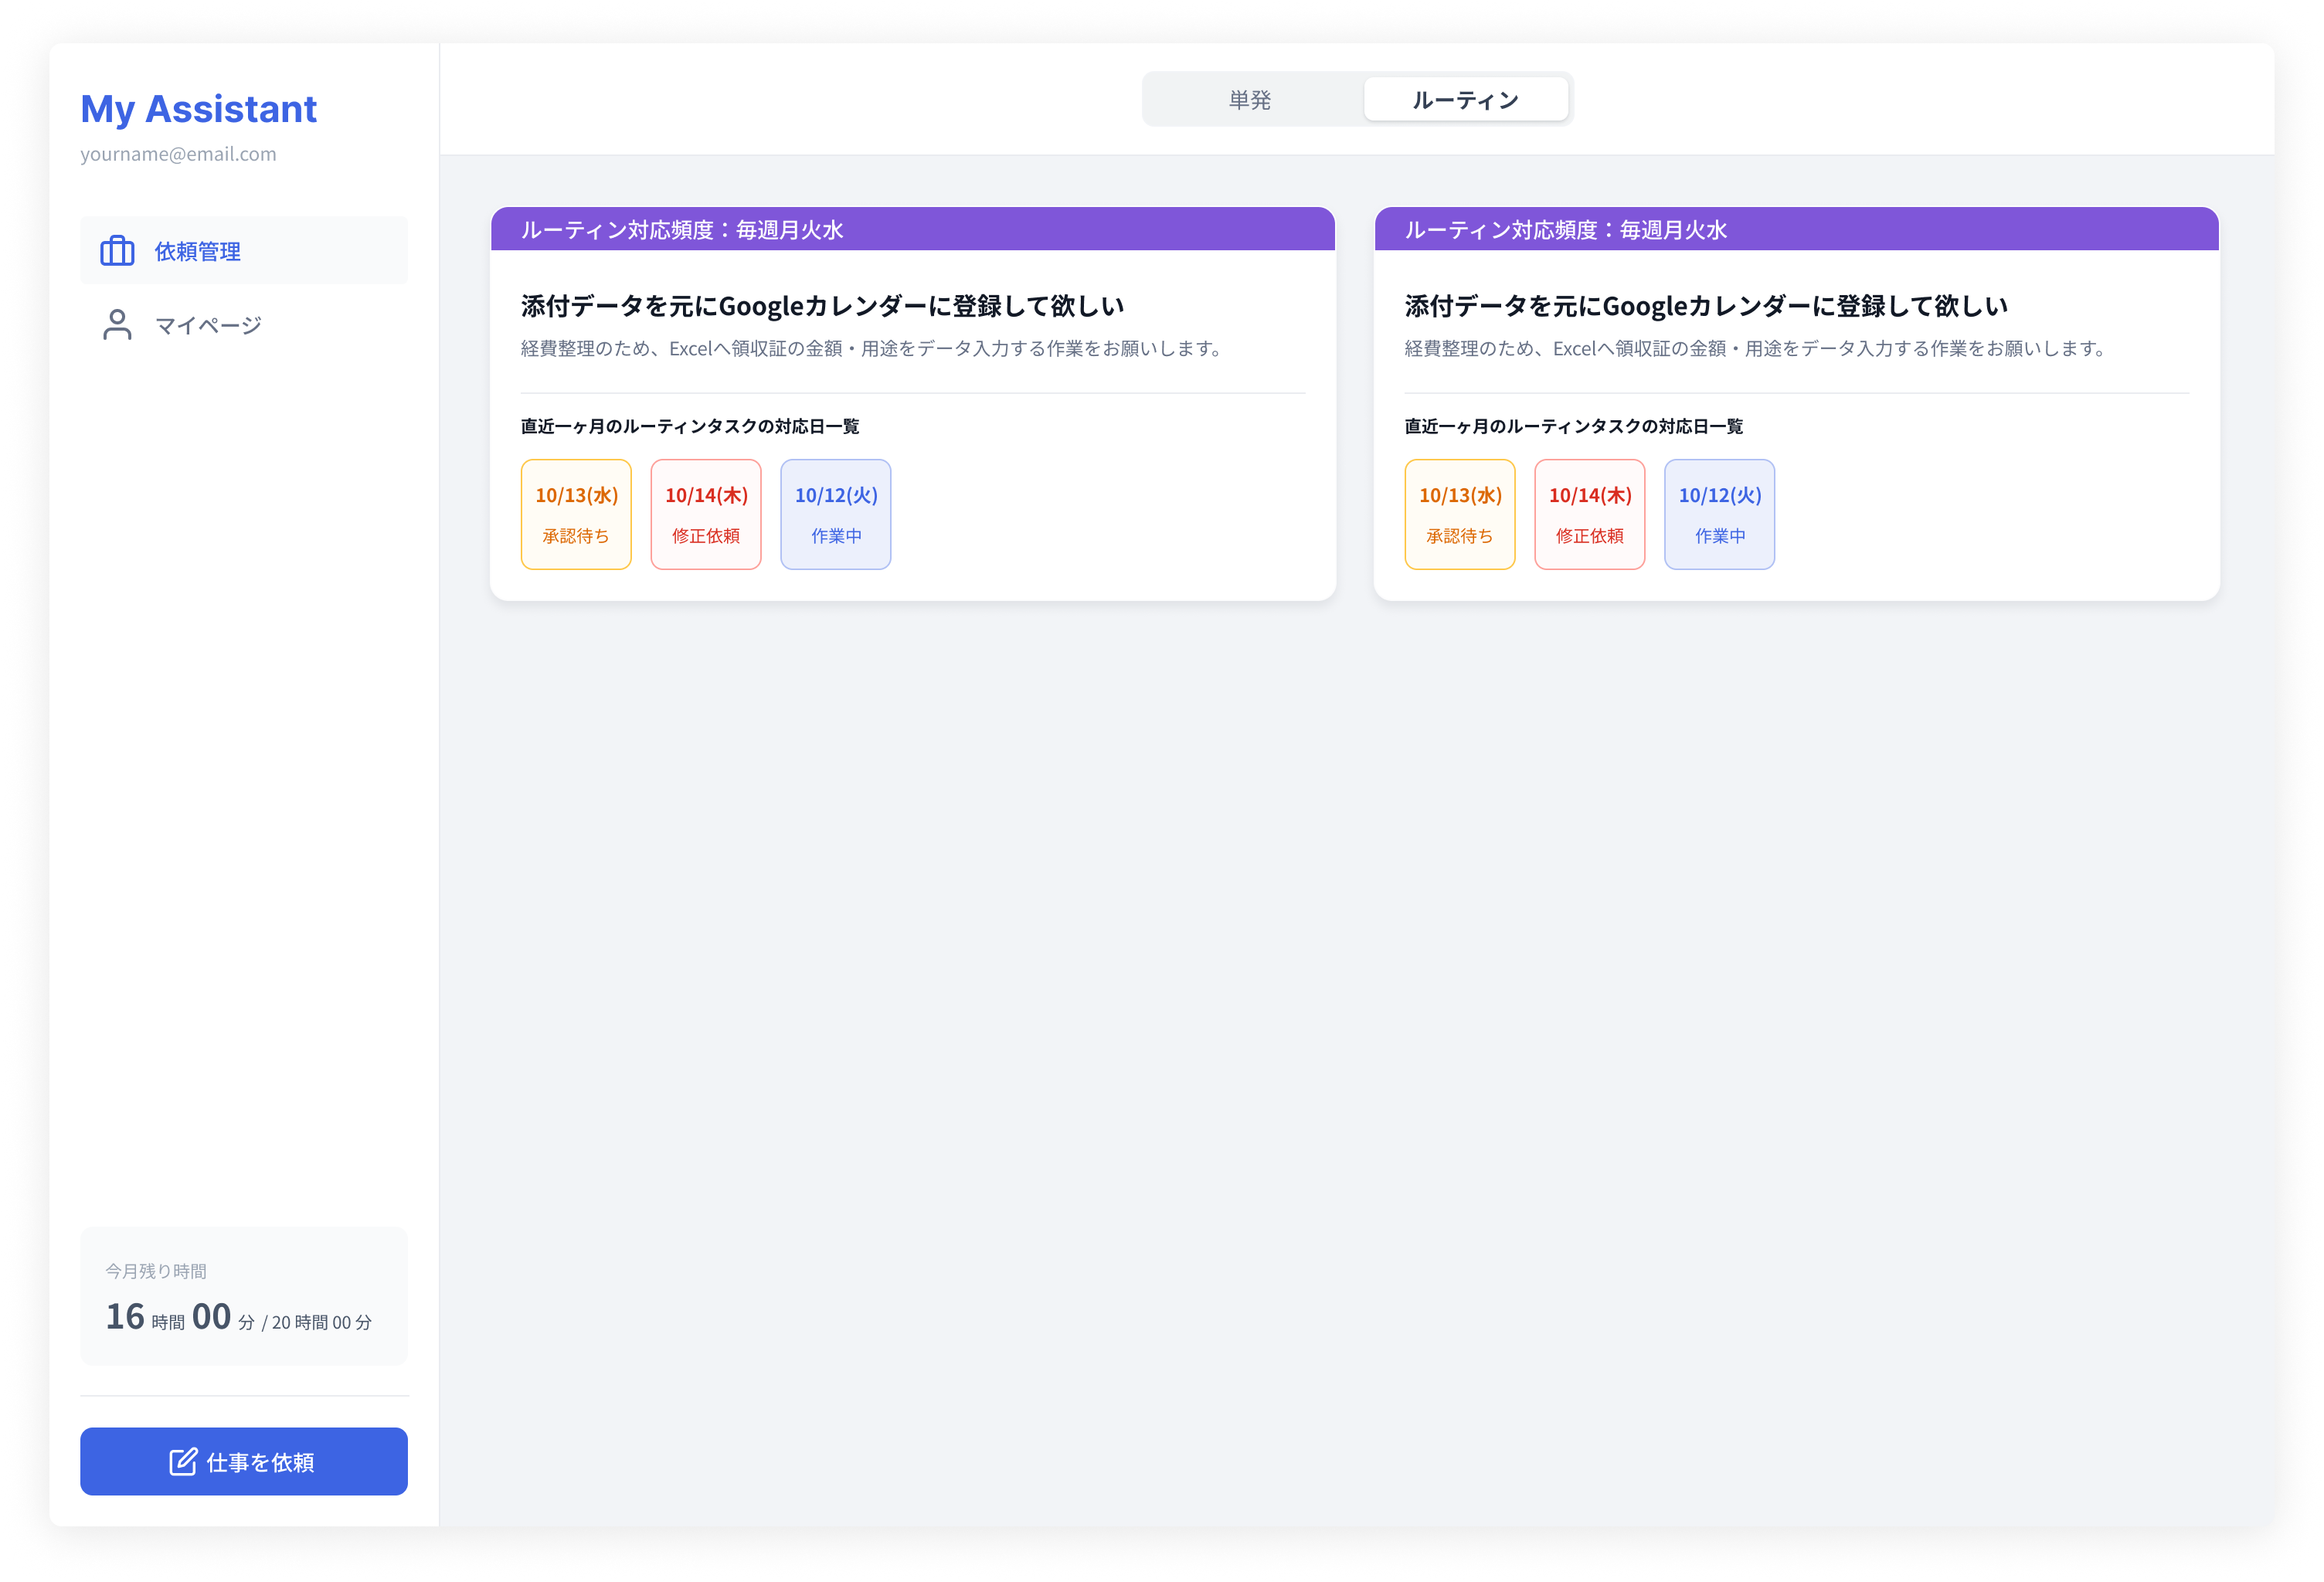 My Assistant
yourname@email.com
依頼管理
マイページ
今月残り時間
16 時間 00 分 / 20 時間 00 分
仕事を依頼
単発
ルーティン
ルーティン対応頻度：毎週月火水
添付データを元にGoogleカレンダーに登録して欲しい
経費整理のため、Excelへ領収証の金額・用途をデータ入力する作業をお願いします。
直近一ヶ月のルーティンタスクの対応日一覧
10/13(水)
承認待ち
10/14(木)
修正依頼
10/12(火)
作業中
ルーティン対応頻度：毎週月火水
添付データを元にGoogleカレンダーに登録して欲しい
経費整理のため、Excelへ領収証の金額・用途をデータ入力する作業をお願いします。
直近一ヶ月のルーティンタスクの対応日一覧
10/13(水)
承認待ち
10/14(木)
修正依頼
10/12(火)
作業中